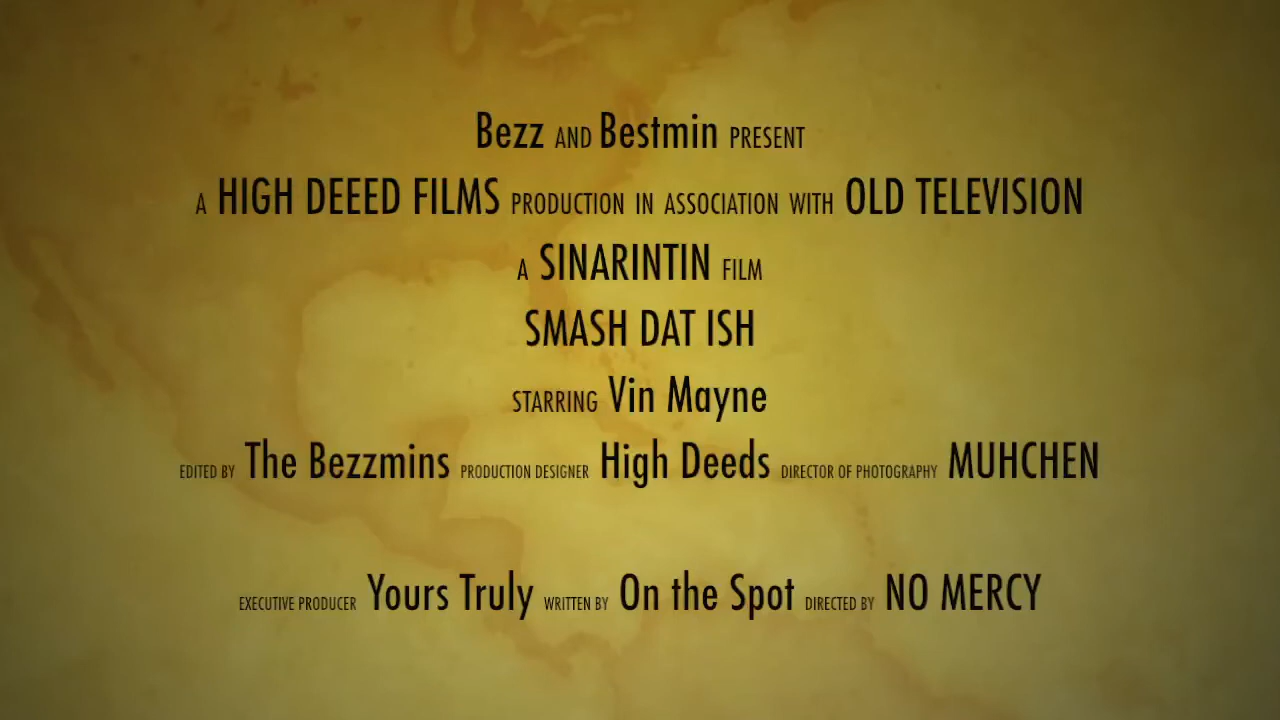 Bezz AND Bestmin PRESENT
A HIGH DEEED FILMS PRODUCTION IN ASSOCIATION WITH OLD TELEVISION
A SINARINTIN FILM
SMASH DAT ISH
STARRING Vin Mayne
EDITED BY The Bezzmins PRODUCTION DESIGNER High Deeds DIRECTOR OF PHOTOGRAPHY MUHCHEN
EXECUTIVE PRODUCER Yours Truly WRITTEN BY On the Spot DIRECTED BY NO MERCY